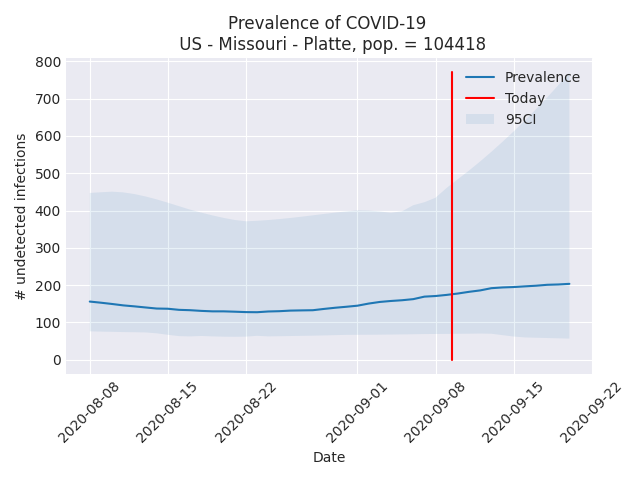 Prevalence of COVID-19
US - Missouri - Platte, pop. = 104418
800
700
600
500
400
300
200
100
0
# undetected infections
Prevalence
Today
95CI
2020-08-08
2020-08-15
2020-08-22
2020-09-01
2020-09-08
2020-09-15
2020-09-22
Date